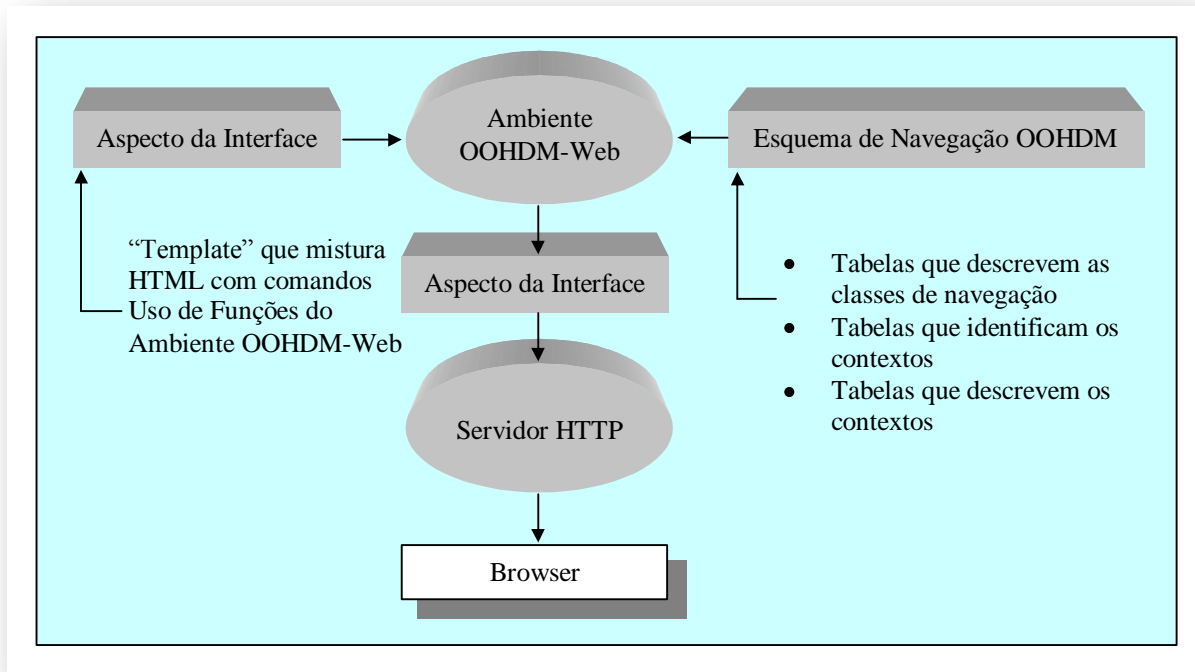 Aspecto da Interface
Ambiente
OOHDM-Web
Esquema de Navegação OOHDM
“Template” que mistura
HTML com comandos
Uso de Funções do
Ambiente OOHDM-Web
Aspecto da Interface
• Tabelas que descrevem as
classes de navegação
• Tabelas que identificam os
contextos
• Tabelas que descrevem os
contextos
Servidor HTTP
Browser